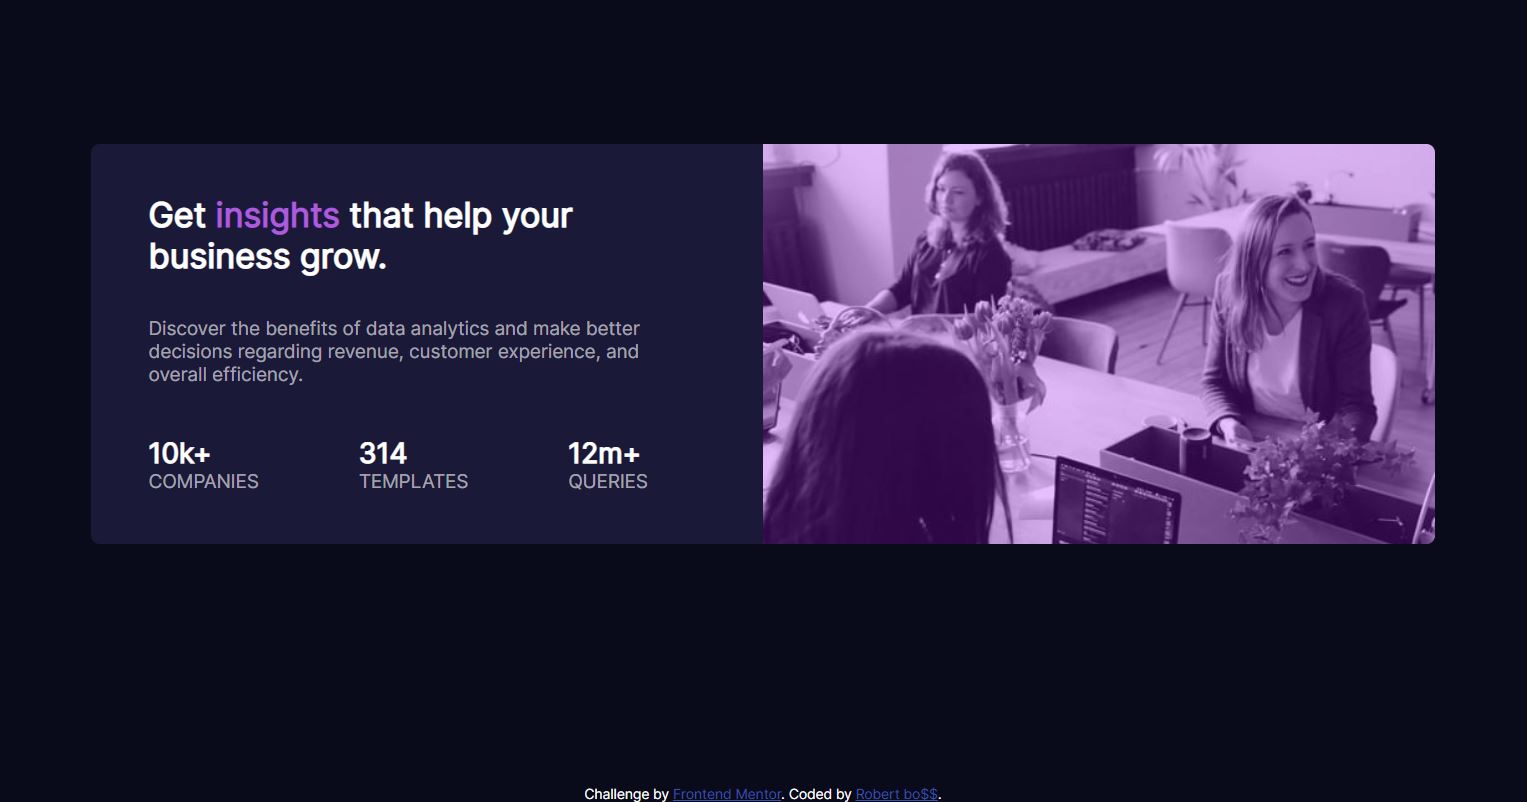 Get insights that help your
business grow.
Discover the benefits of data analytics and make better
decisions regarding revenue, customer experience, and
overall efficiency.
10k+ 314 12m+
COMPANIES TEMPLATES QUERIES
Challenge by Frontend Mentor. Coded by Robert bo$$.